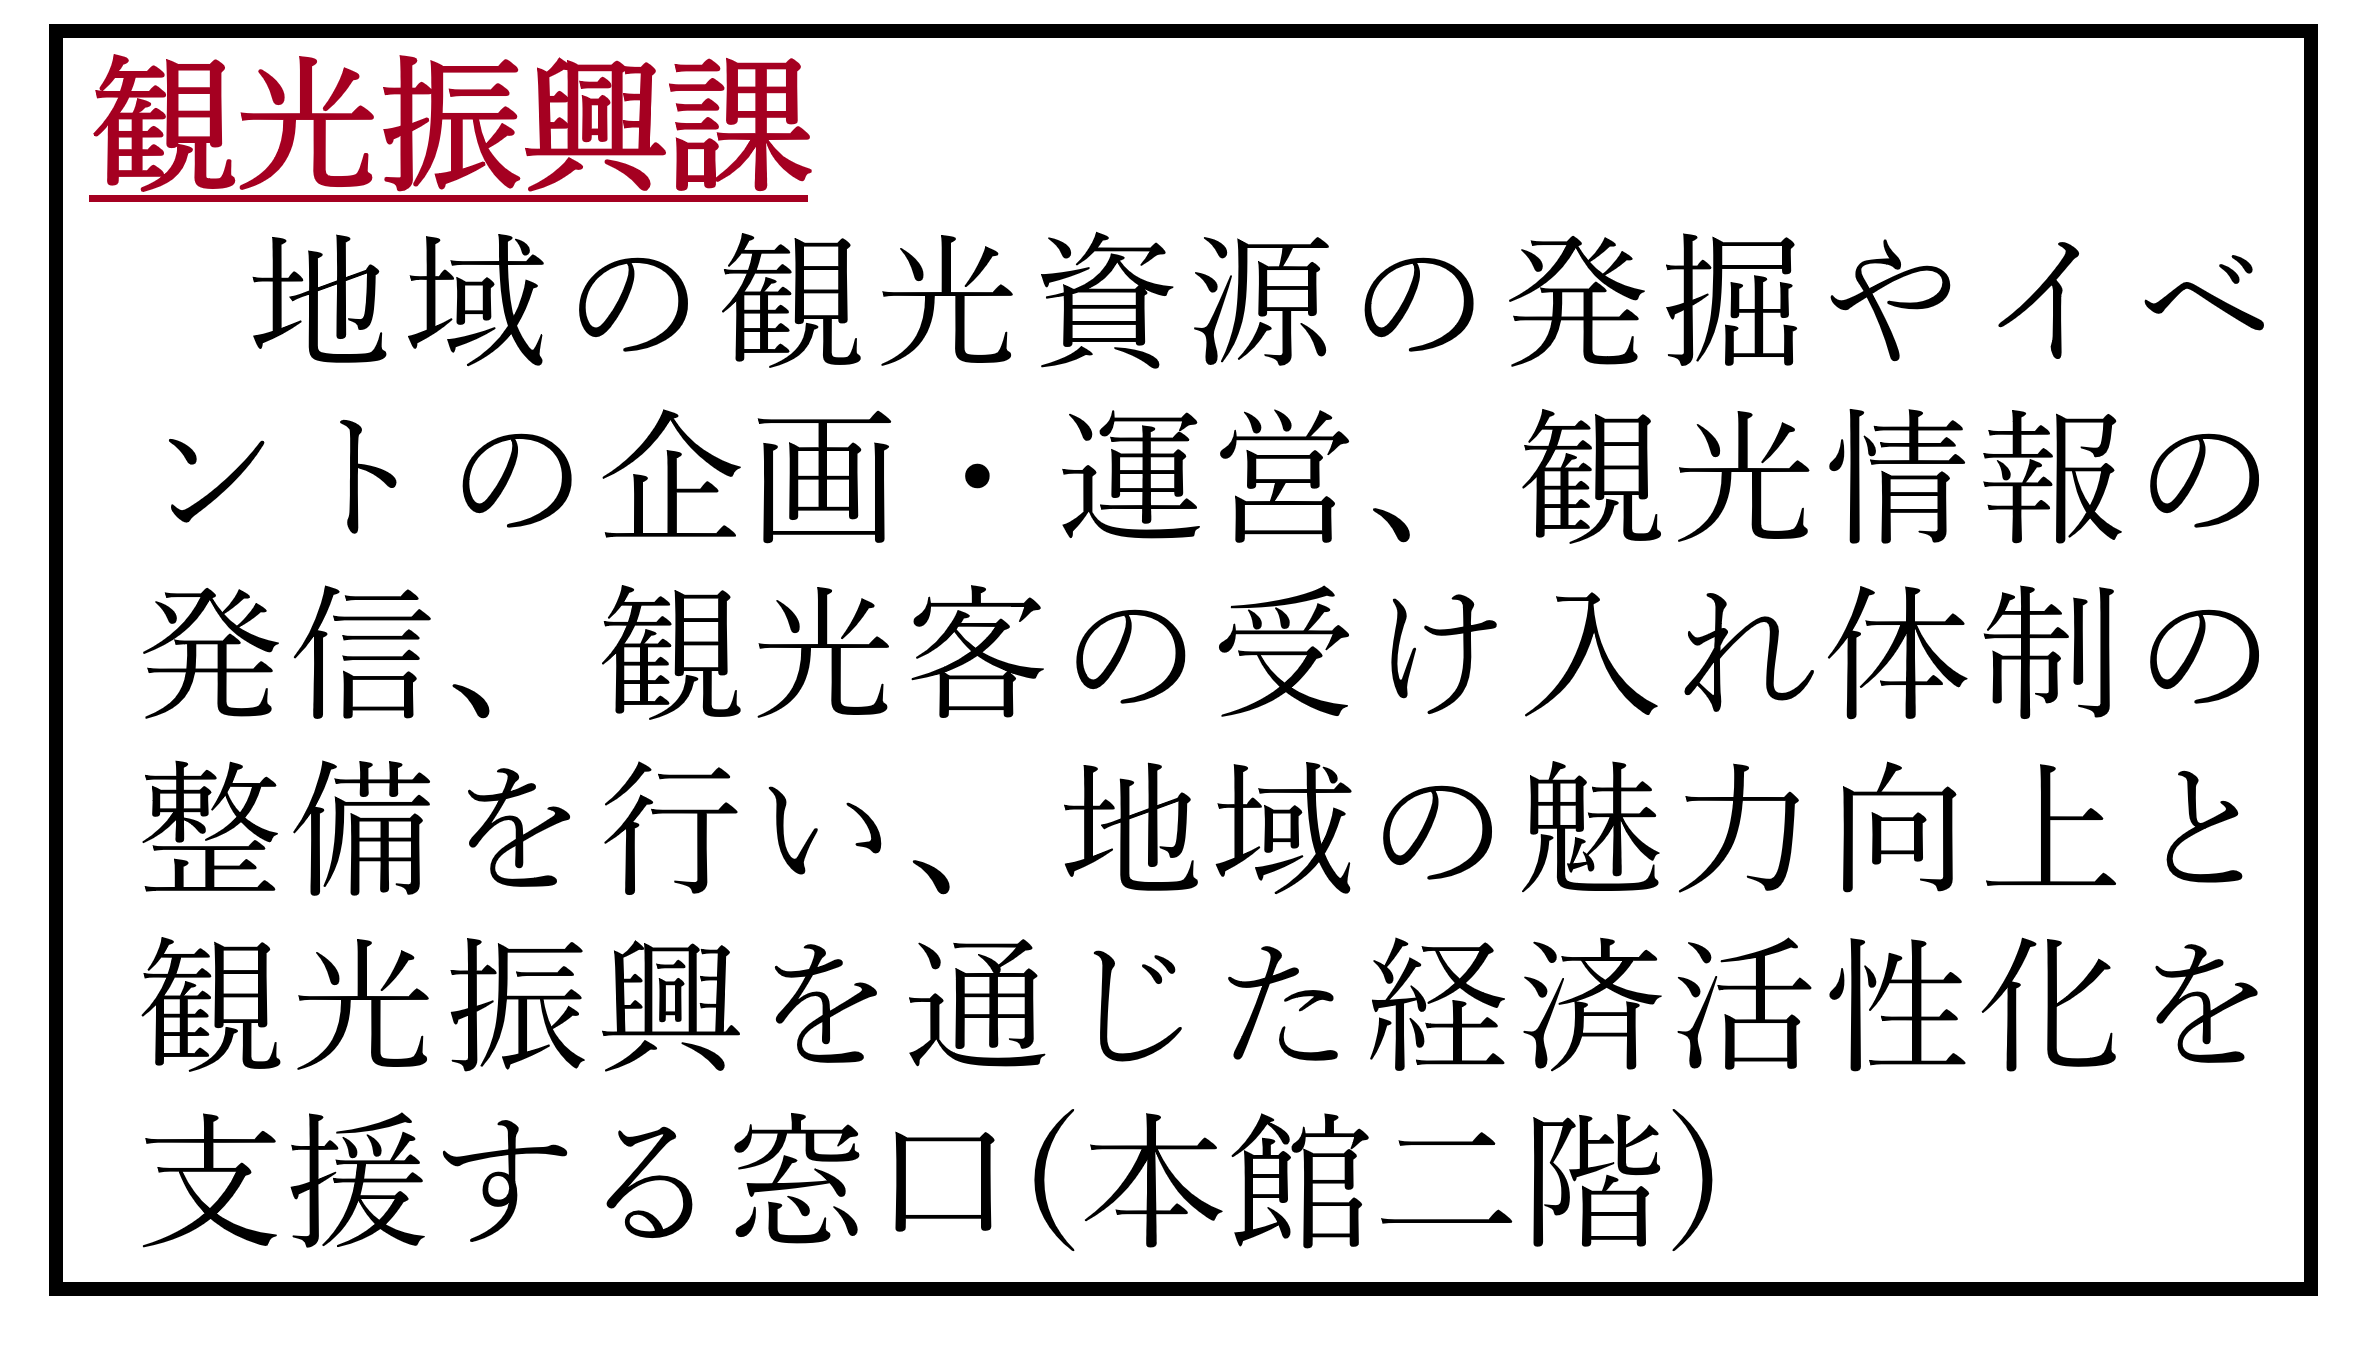 観光振興課
地域の観光資源の発掘やイベ
ントの企画・運営、観光情報の
発信、観光客の受け入れ体制の
整備を行い、地域の魅力向上と
観光振興を通じた経済活性化を
支援する窓口(本館二階)